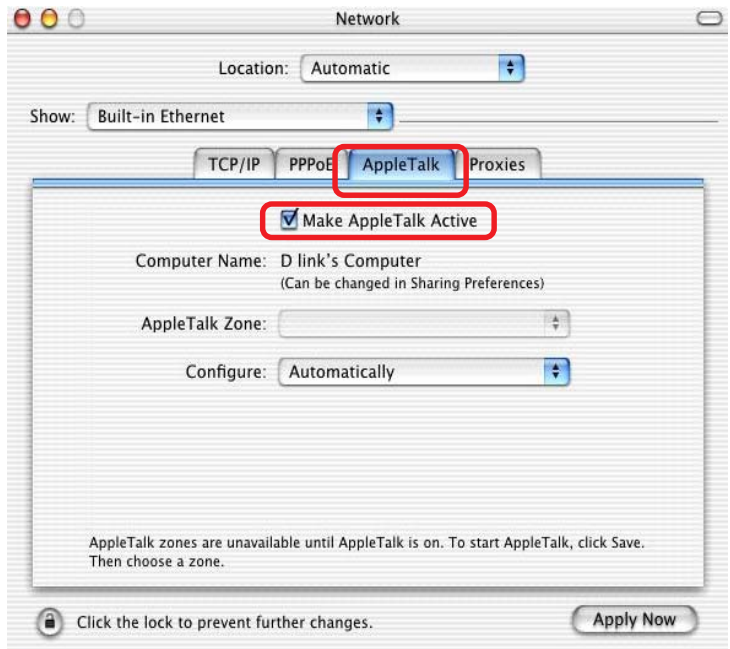 Network
Location: Automatic
Show: Built-in Ethernet
TCP/IP PPPoE AppleTalk Proxies
Make AppleTalk Active
Computer Name: D link's Computer
(Can be changed in Sharing Preferences)
AppleTalk Zone:
Configure: Automatically
AppleTalk zones are unavailable until AppleTalk is on. To start AppleTalk, click Save.
Then choose a zone.
Click the lock to prevent further changes. Apply Now